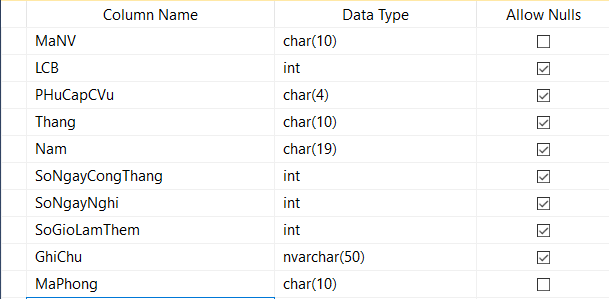 Column Name Data Type Allow Nulls
MaNV char(10)
LCB int
PHuCapCVu char(4)
Thang char(10)
Nam char(19)
SoNgayCongThang int
SoNgayNghi int
SoGioLamThem int
GhiChu nvarchar(50)
MaPhong char(10)